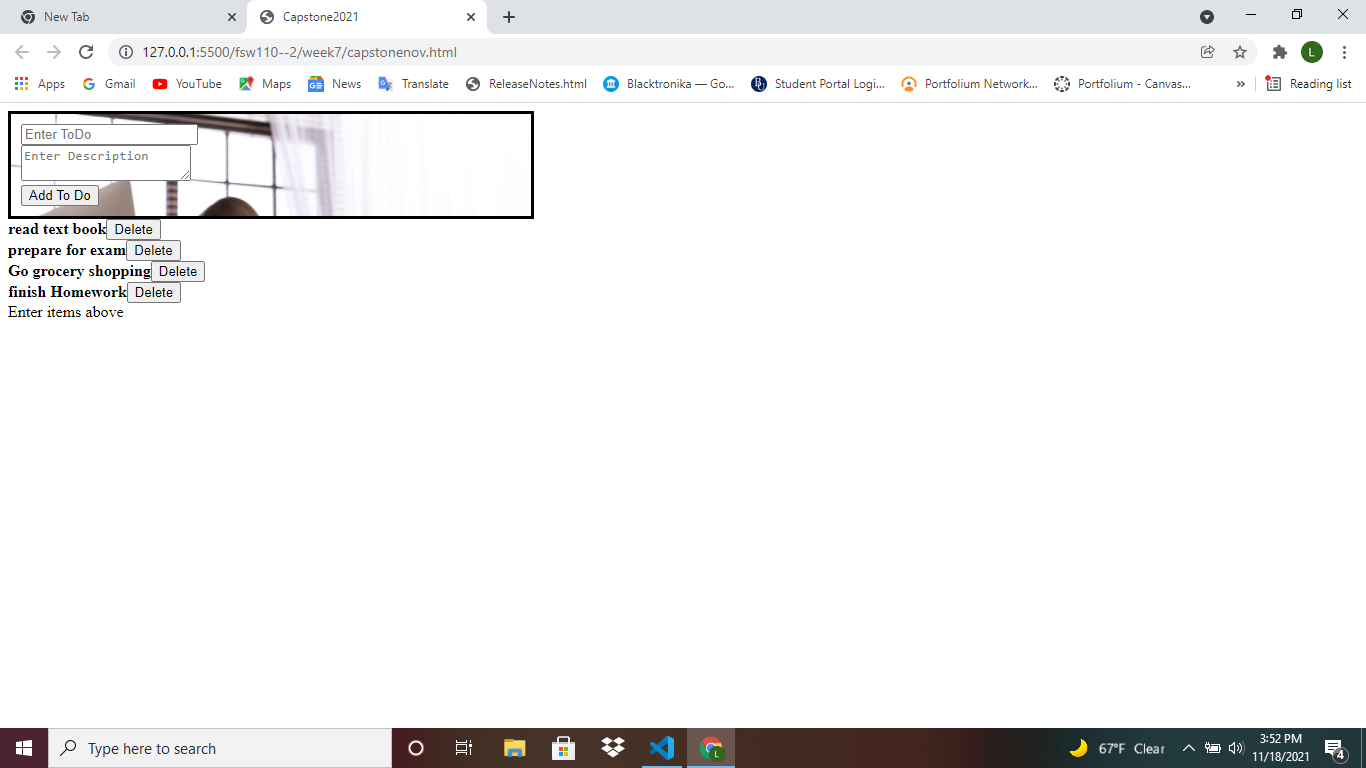 New Tab
Capstone2021
127.0.0.1:5500/fsw110--2/week7/capstonenov.html
L
Apps Gmail YouTube Maps News Translate ReleaseNotes.html Blacktronika — Go... Student Portal Logi... Portfolium Network... Portfolium - Canvas... » Reading list
Enter ToDo
Enter Description
Add To Do
read text book Delete
prepare for exam Delete
Go grocery shopping Delete
finish Homework Delete
Enter items above
Type here to search
L
67°F Clear
3:52 PM
11/18/2021
4